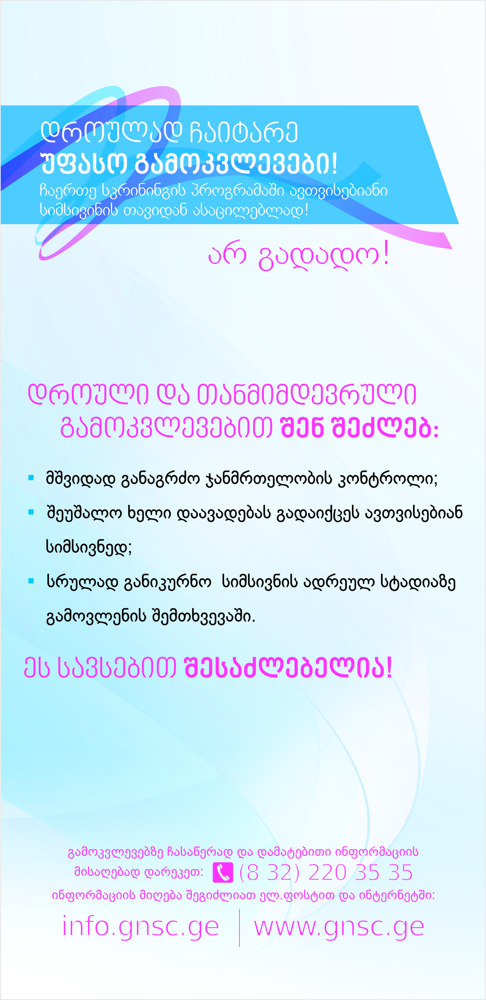 დროულად ჩაიტარე
უფასო გამოკვლევები!
ჩაერთე სკრინინგის პროგრამაში ავთვისებიანი
სიმსივინის თავიდან ასაცილებლად!
არ გადადო!
დროული და თანმიმდევრული
გამოკვლევებით შენ შეძლებ:
▪ მშვიდად განაგრძო ჯანმრთელობის კონტროლი;
▪ შეუშალო ხელი დაავადებას გადაიქცეს ავთვისებიან
სიმსივნედ;
▪ სრულად განიკურნო სიმსივნის ადრეულ სტადიაზე
გამოვლენის შემთხვევაში.
ეს სავსებით შესაძლებელია!
გამოკვლევებზე ჩასაწერად და დამატებითი ინფორმაციის
მისაღებად დარეკეთ: (8 32) 220 35 35
ინფორმაციის მიღება შეგიძლიათ ელ.ფოსტით და ინტერნეტში:
info.gnsc.ge | www.gnsc.ge